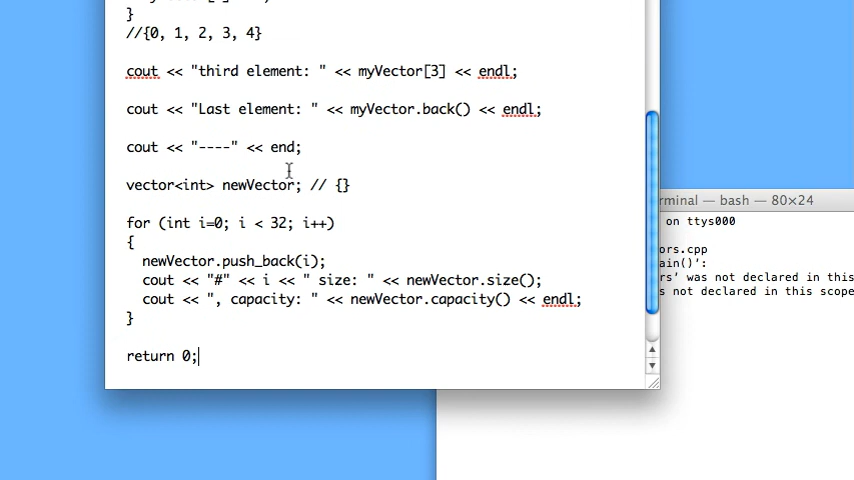 }
//{0, 1, 2, 3, 4}
cout << "third element: " << myVector[3] << endl;
cout << "Last element: " << myVector.back() << endl;
cout << "----" << end;
vector<int> newVector; // {}
for (int i=0; i < 32; i++)
{
newVector.push_back(i);
cout << "#" << i << " size: " << newVector.size();
cout << ", capacity: " << newVector.capacity() << endl;
}
return 0;
rminal — bash — 80×24
on ttys000
ors.cpp
ain()’:
rs’ was not declared in this
s not declared in this scope